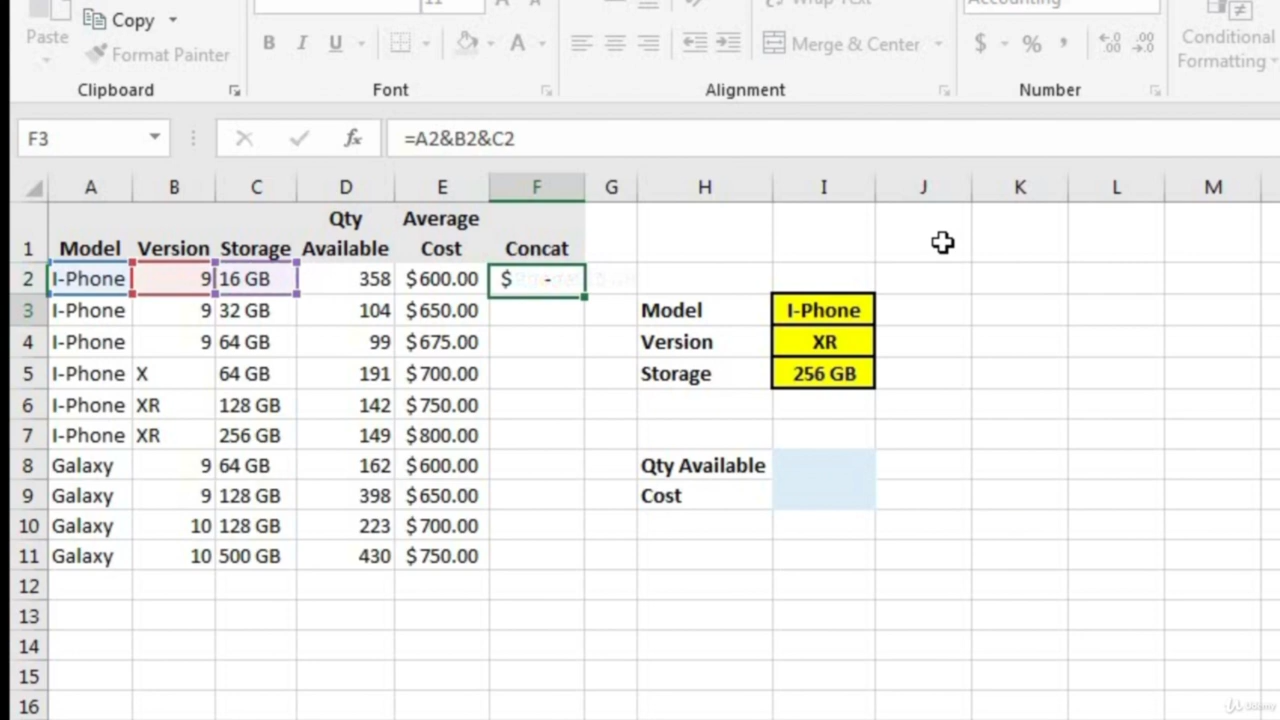 11
Wrap Text
Accounting
Paste
Copy
Format Painter
B I U A
Merge & Center
$ % ,
Conditional
Formatting
Clipboard
Font
Alignment
Number
F3
fx
=A2&B2&C2
A B C D E F G H I J K L M
1 Model Version Storage Qty Available Average Cost Concat
2 I-Phone 9 16 GB 358 $600.00 $ -
3 I-Phone 9 32 GB 104 $650.00 Model I-Phone
4 I-Phone 9 64 GB 99 $675.00 Version XR
5 I-Phone X 64 GB 191 $700.00 Storage 256 GB
6 I-Phone XR 128 GB 142 $750.00
7 I-Phone XR 256 GB 149 $800.00
8 Galaxy 9 64 GB 162 $600.00 Qty Available
9 Galaxy 9 128 GB 398 $650.00 Cost
10 Galaxy 10 128 GB 223 $700.00
11 Galaxy 10 500 GB 430 $750.00
12
13
14
15
16
Udemy